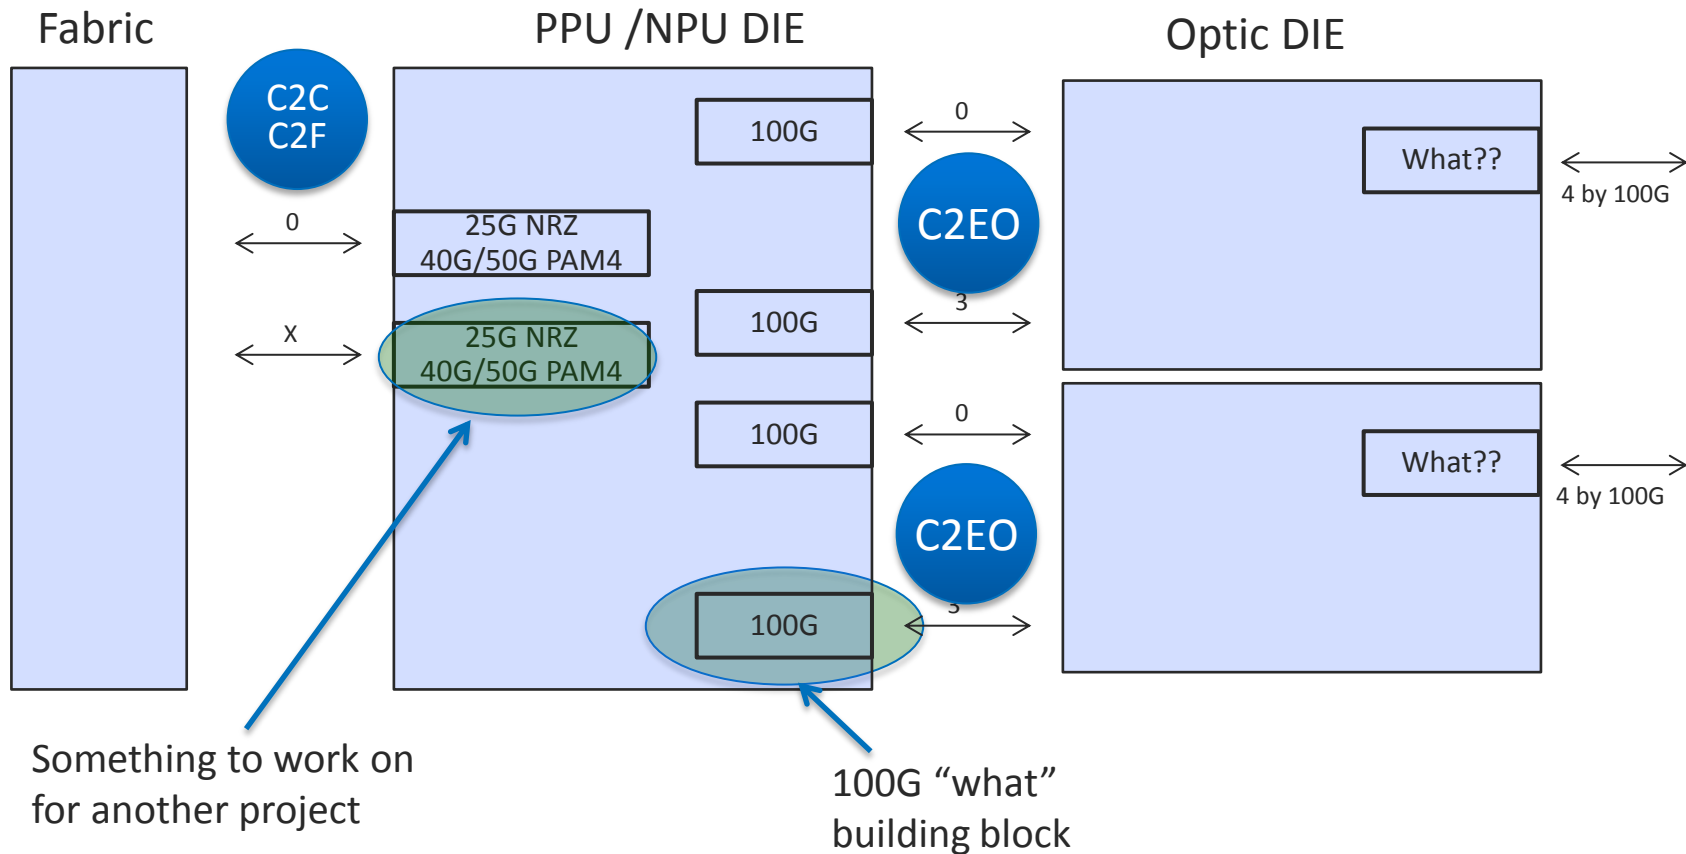 Fabric
PPU /NPU DIE
Optic DIE
C2C
C2F
100G
0
What??
4 by 100G
0
25G NRZ
40G/50G PAM4
C2EO
3
100G
X
25G NRZ
40G/50G PAM4
100G
0
What??
4 by 100G
C2EO
3
100G
Something to work on
for another project
100G “what”
building block